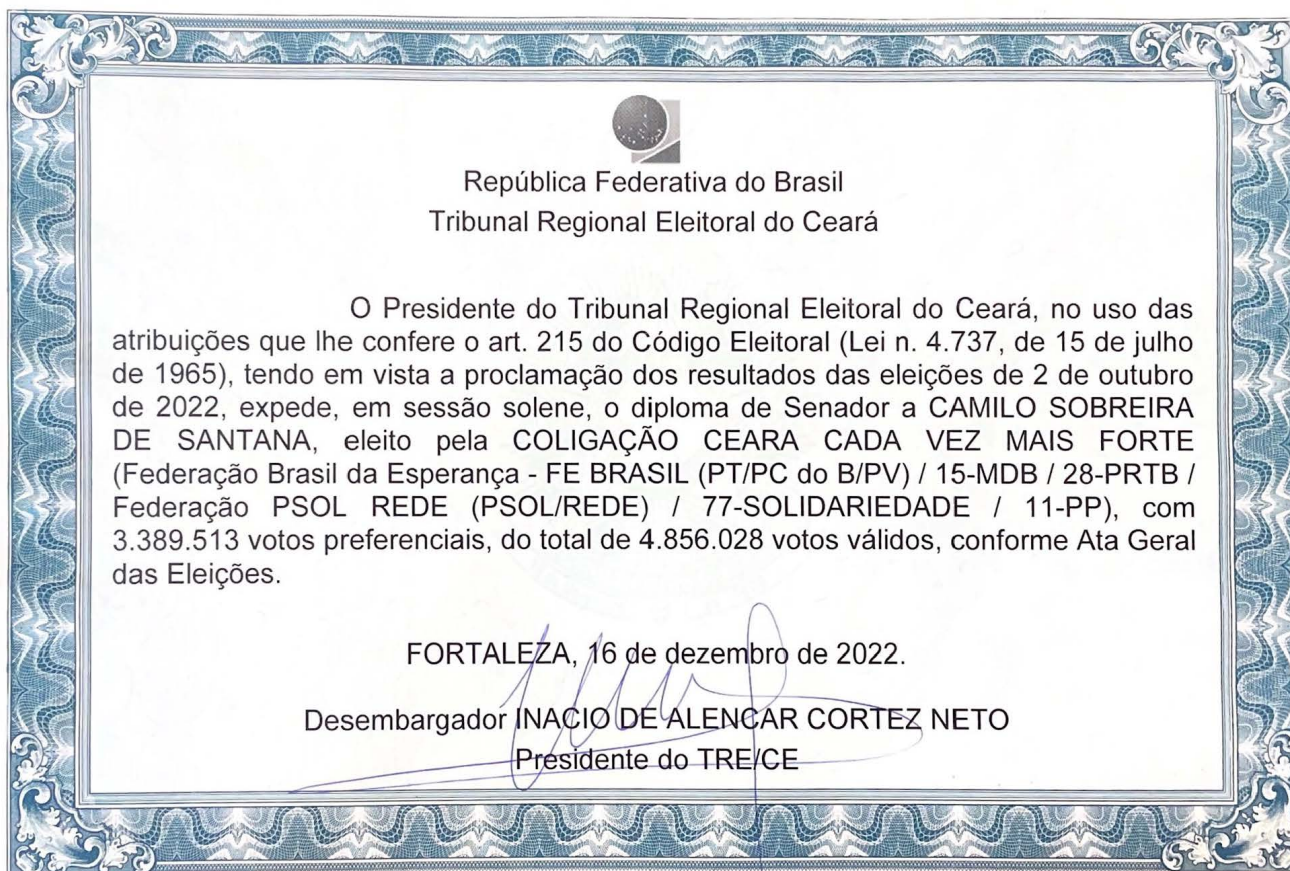 República Federativa do Brasil
Tribunal Regional Eleitoral do Ceará
O Presidente do Tribunal Regional Eleitoral do Ceará, no uso das
atribuições que lhe confere o art. 215 do Código Eleitoral (Lei n. 4.737, de 15 de julho
de 1965), tendo em vista a proclamação dos resultados das eleições de 2 de outubro
de 2022, expede, em sessão solene, o diploma de Senador a CAMILO SOBREIRA
DE SANTANA, eleito pela COLIGAÇÃO CEARA CADA VEZ MAIS FORTE
(Federação Brasil da Esperança - FE BRASIL (PT/PC do B/PV) / 15-MDB / 28-PRTB /
Federação PSOL REDE (PSOL/REDE) / 77-SOLIDARIEDADE / 11-PP), com
3.389.513 votos preferenciais, do total de 4.856.028 votos válidos, conforme Ata Geral
das Eleições.
FORTALEZA, 16 de dezembro de 2022.
Desembargador INACIO DE ALENCAR CORTEZ NETO
Presidente do TRE/CE